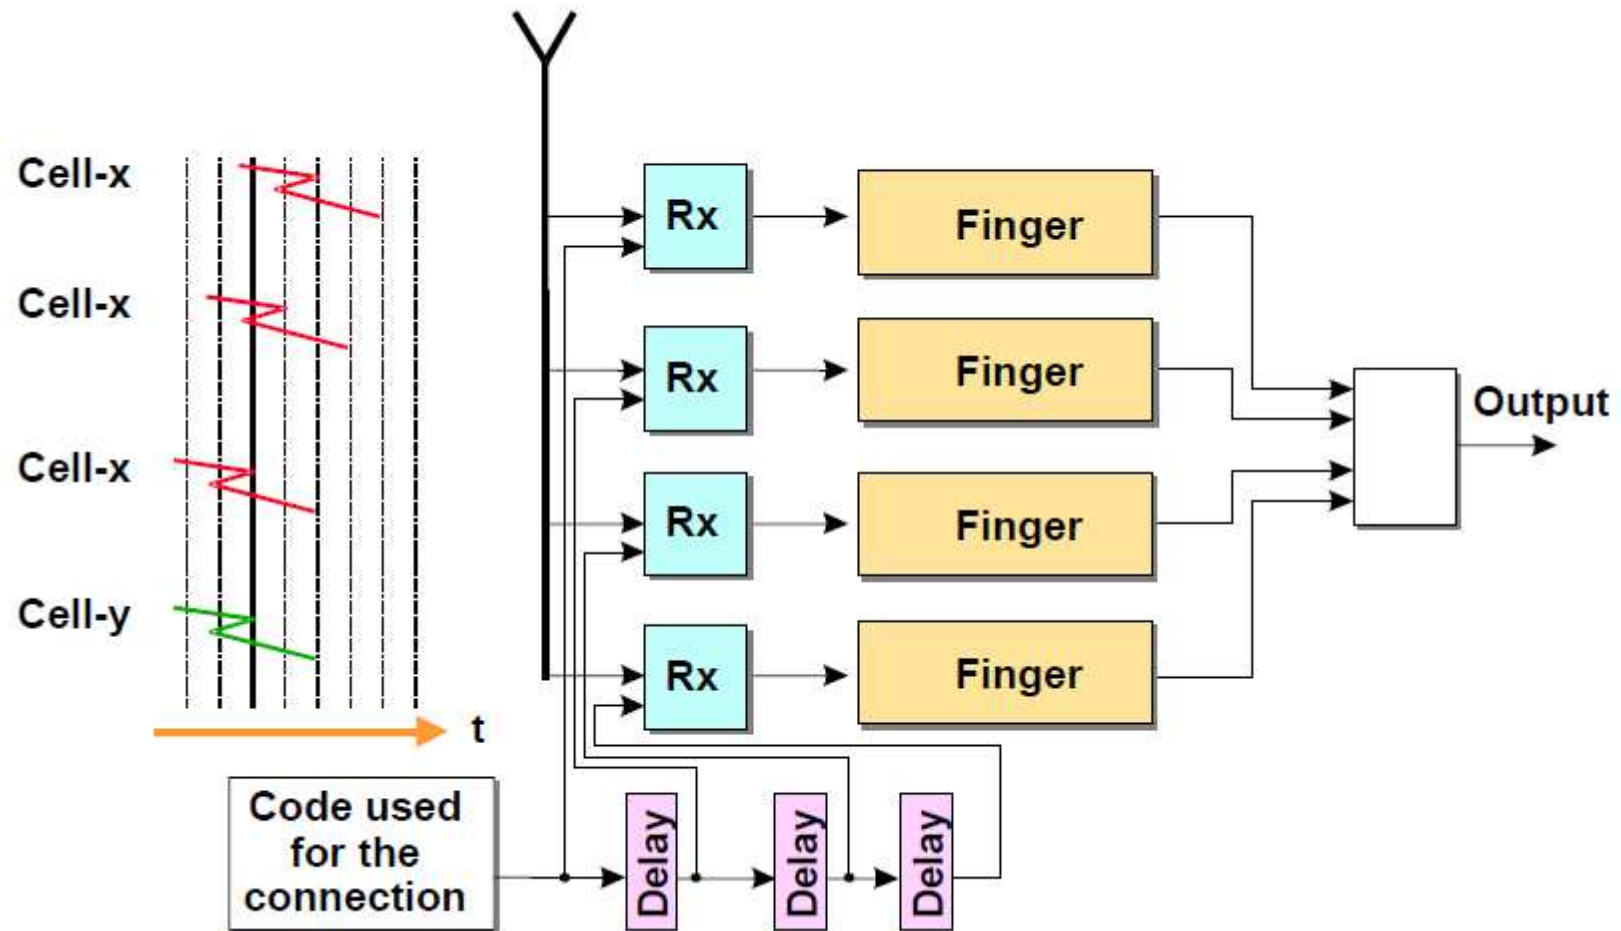 Cell-x
Cell-x
Cell-x
Cell-y
t
Rx
Finger
Rx
Finger
Rx
Finger
Rx
Finger
Output
Code used
for the
connection
Delay
Delay
Delay